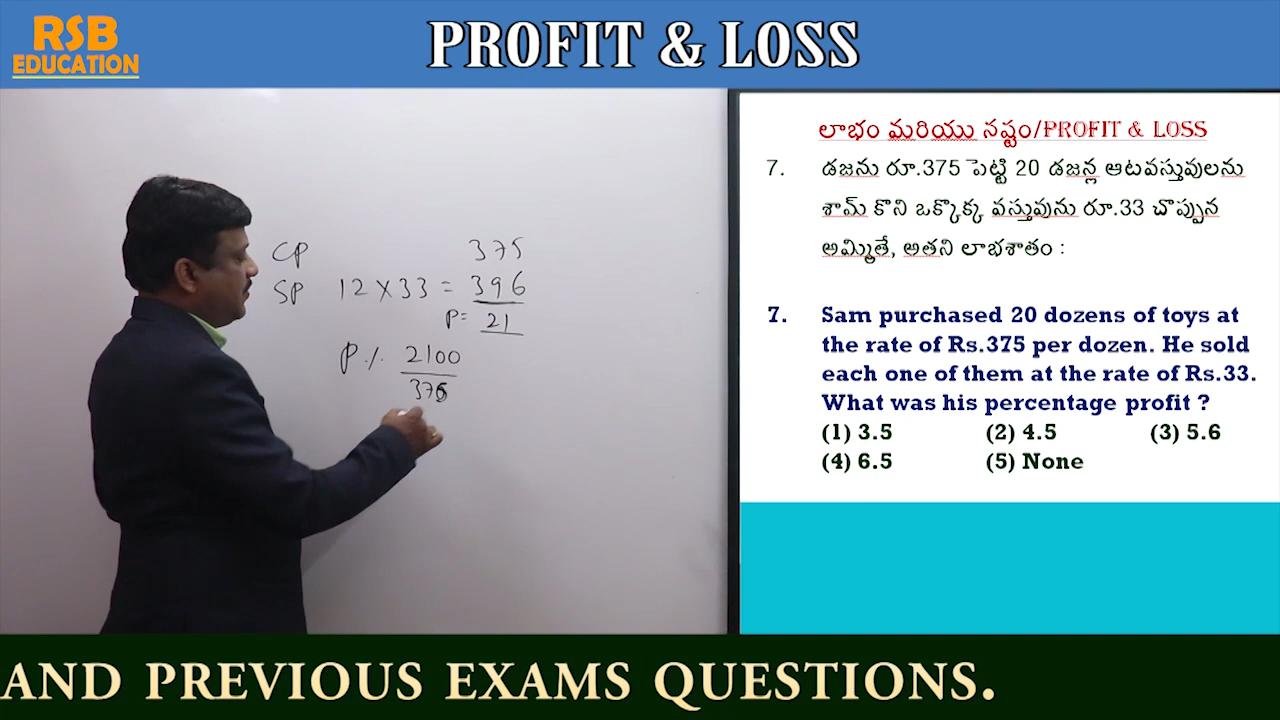 RSB
EDUCATION
PROFIT & LOSS
CP 375
SP 12 X 33 = 396
P= 21
P ./. 2100
375
లాభం మరియు నష్టం/PROFIT & LOSS
7. డజను రూ.375 పెట్టి 20 డజన్ల ఆటవస్తువులను
శామ్ కొని ఒక్కొక్క వస్తువును రూ.33 చొప్పున
అమ్మితే, అతని లాభశాతం :
7. Sam purchased 20 dozens of toys at
the rate of Rs.375 per dozen. He sold
each one of them at the rate of Rs.33.
What was his percentage profit ?
(1) 3.5 (2) 4.5 (3) 5.6
(4) 6.5 (5) None
AND PREVIOUS EXAMS QUESTIONS.